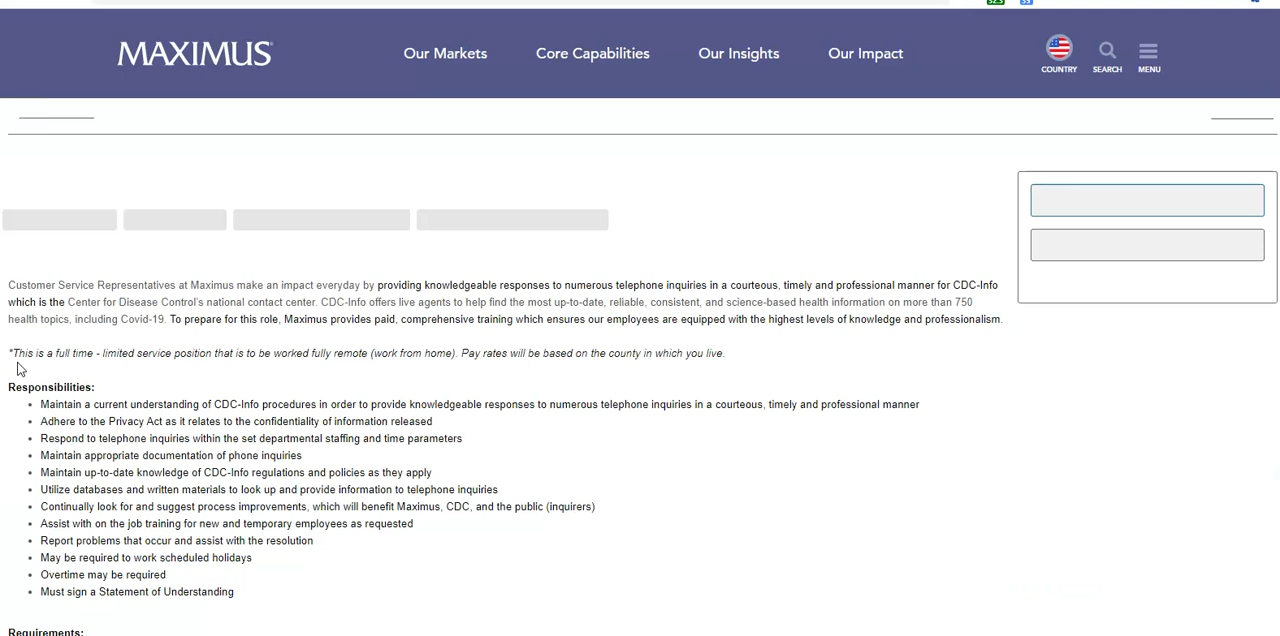 52.3
55
MAXIMUS
Our Markets
Core Capabilities
Our Insights
Our Impact
COUNTRY
SEARCH
MENU
Customer Service Representatives at Maximus make an impact everyday by providing knowledgeable responses to numerous telephone inquiries in a courteous, timely and professional manner for CDC-Info
which is the Center for Disease Control's national contact center. CDC-Info offers live agents to help find the most up-to-date, reliable, consistent, and science-based health information on more than 750
health topics, including Covid-19. To prepare for this role, Maximus provides paid, comprehensive training which ensures our employees are equipped with the highest levels of knowledge and professionalism.
*This is a full time - limited service position that is to be worked fully remote (work from home). Pay rates will be based on the county in which you live.
Responsibilities:
• Maintain a current understanding of CDC-Info procedures in order to provide knowledgeable responses to numerous telephone inquiries in a courteous, timely and professional manner
• Adhere to the Privacy Act as it relates to the confidentiality of information released
• Respond to telephone inquiries within the set departmental staffing and time parameters
• Maintain appropriate documentation of phone inquiries
• Maintain up-to-date knowledge of CDC-Info regulations and policies as they apply
• Utilize databases and written materials to look up and provide information to telephone inquiries
• Continually look for and suggest process improvements, which will benefit Maximus, CDC, and the public (inquirers)
• Assist with on the job training for new and temporary employees as requested
• Report problems that occur and assist with the resolution
• May be required to work scheduled holidays
• Overtime may be required
• Must sign a Statement of Understanding
Requirements: